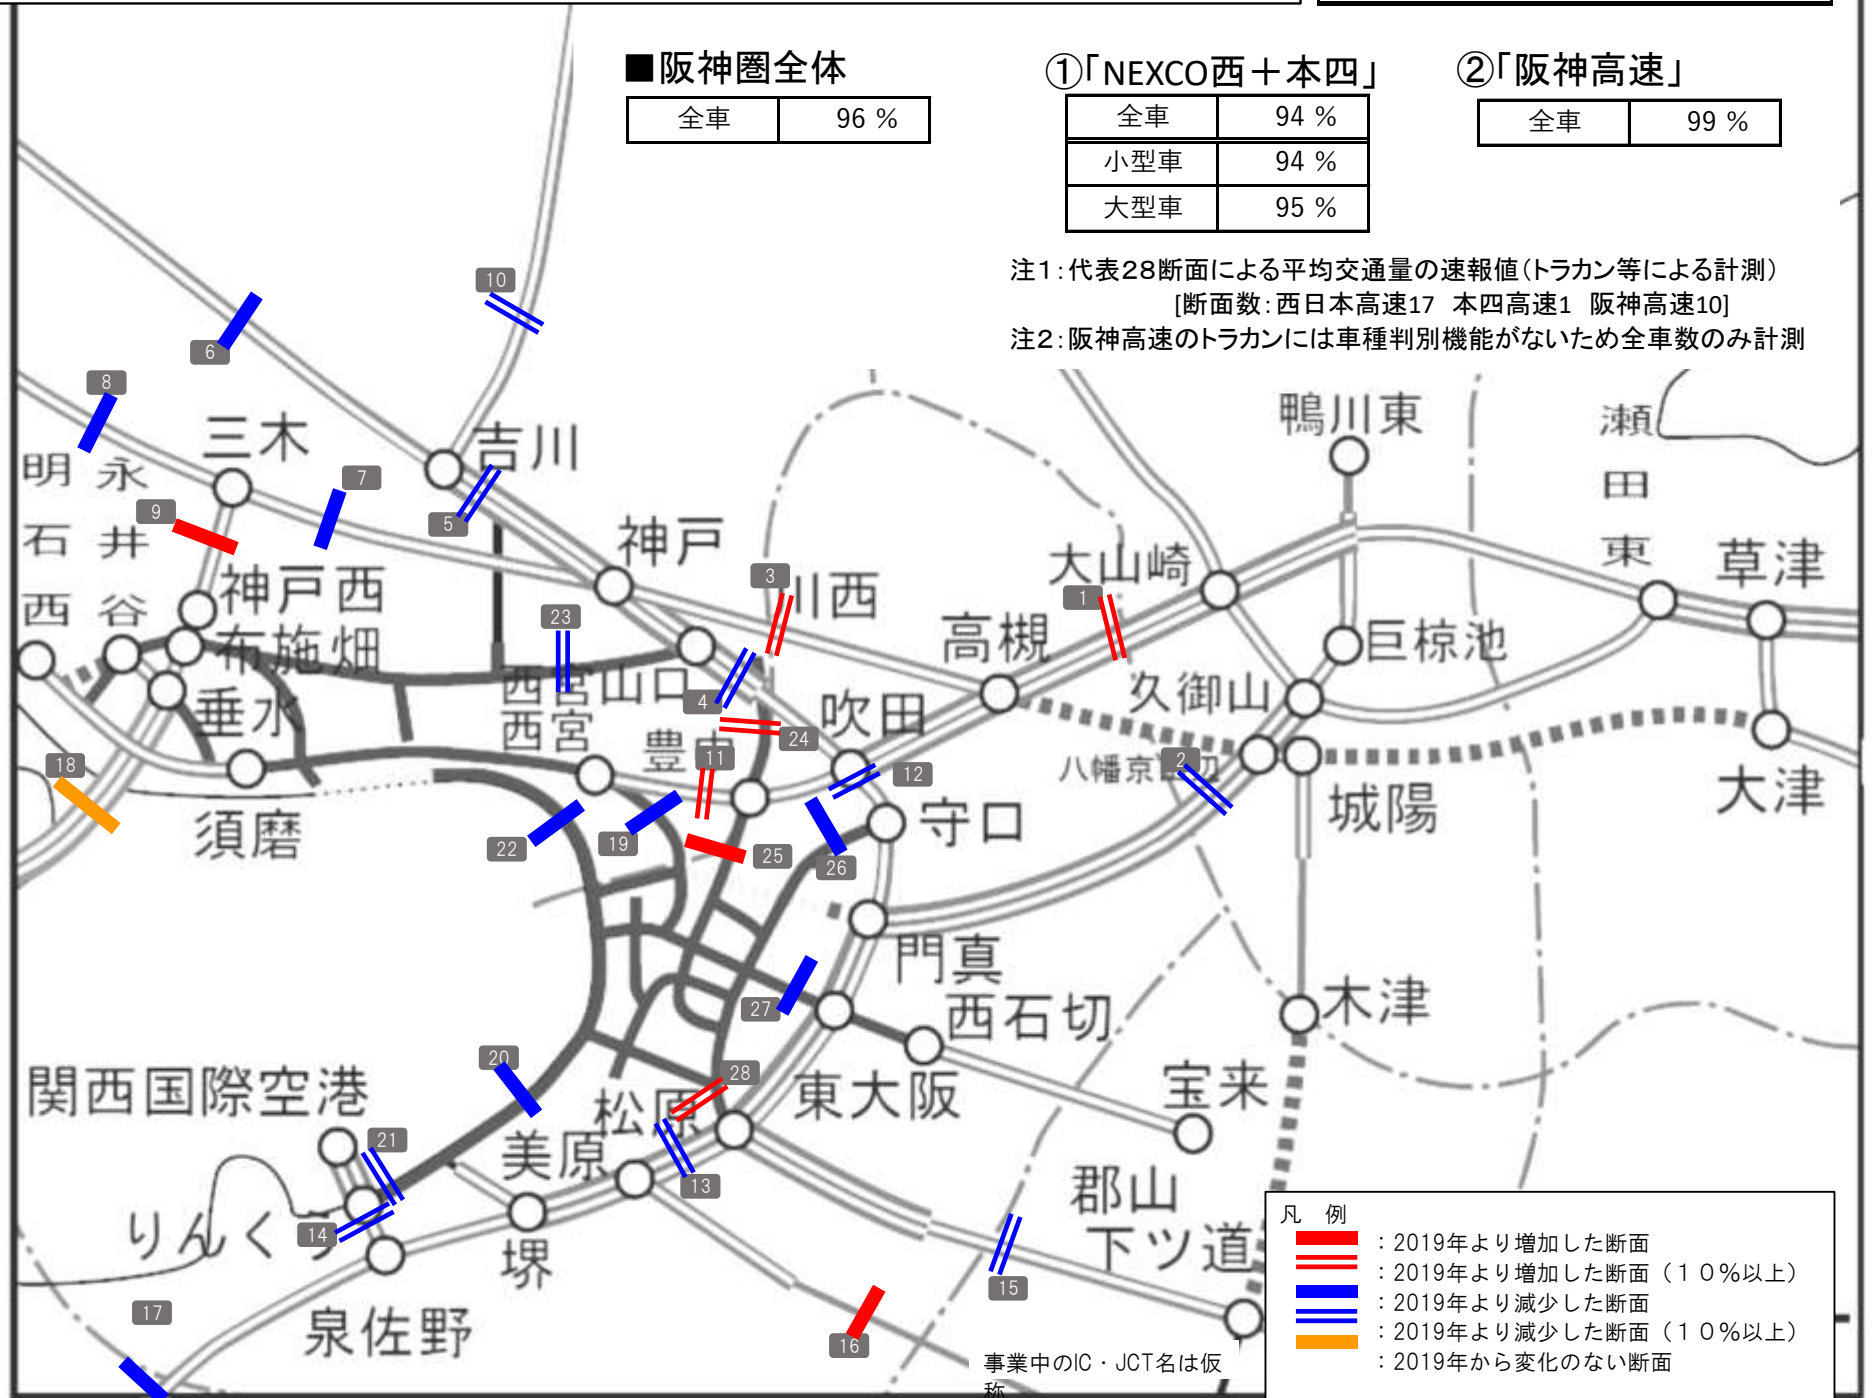 ■阪神圏全体
全車 96 %
①「NEXCO西＋本四」
全車 94 %
小型車 94 %
大型車 95 %
②「阪神高速」
全車 99 %
注1：代表28断面による平均交通量の速報値（トラカン等による計測）
［断面数：西日本高速17 本四高速1 阪神高速10］
注2：阪神高速のトラカンには車種判別機能がないため全車数のみ計測
10
6
8
三木
吉川
鴨川東
瀬田東
明石西
永井谷
7
9
5
神戸
3
川西
大山崎
1
草津
神戸西
布施畑
23
高槻
巨椋池
西宮山口
4
久御山
垂水
西宮
24
吹田
豊中
11
18
12
八幡京田辺
2
須磨
22
19
25
26
守口
城陽
大津
門真
27
西石切
木津
関西国際空港
20
28
松原
東大阪
宝来
21
美原
13
郡山
下ツ道
りんくう
14
堺
15
17
泉佐野
16
事業中のIC・JCT名は仮
称
凡 例
：2019年より増加した断面
：2019年より増加した断面（１０％以上）
：2019年より減少した断面
：2019年より減少した断面（１０％以上）
：2019年から変化のない断面